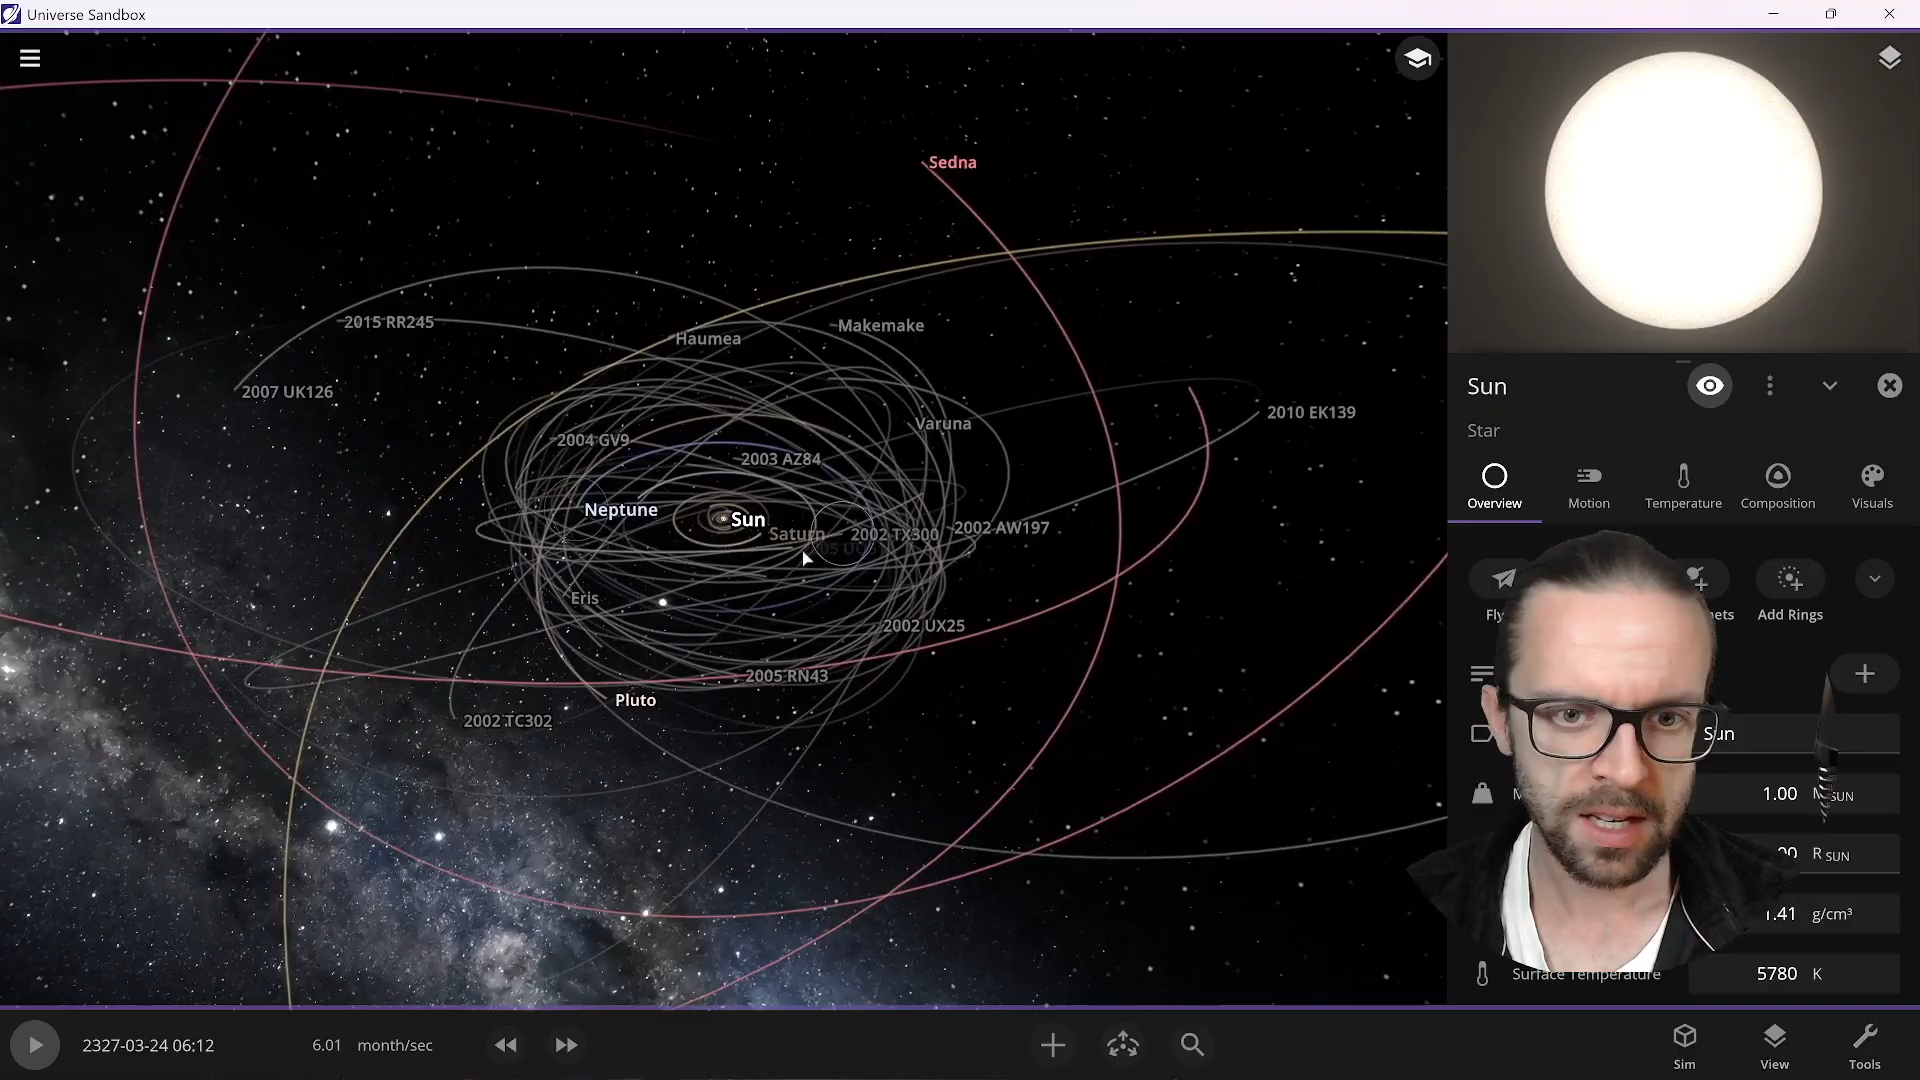 Universe Sandbox
Sedna
2015 RR245
Haumea
Makemake
2007 UK126
2010 EK139
Varuna
2004 GV9
2003 AZ84
Neptune
Sun
Saturn
2002 TX300
2002 AW197
Eris
2002 UX25
2005 RN43
Pluto
2002 TC302
Sun
Star
Overview
Motion
Temperature
Composition
Visuals
Add Rings
Sun
1.00
R SUN
g/cm³
Surface Temperature
5780 K
2327-03-24 06:12
6.01 month/sec
Sim
View
Tools